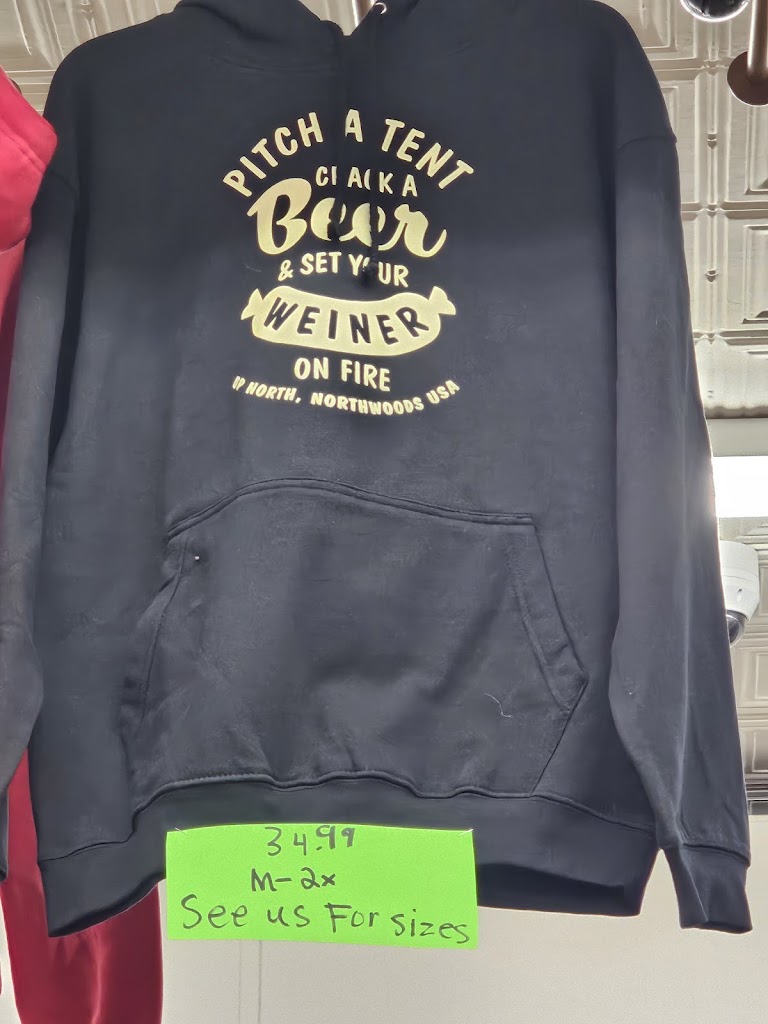 PITCH A TENT
CRACK A
Beer
& SET YOUR
WEINER
ON FIRE
UP NORTH, NORTHWOODS USA
34.99
M-2x
See us For sizes